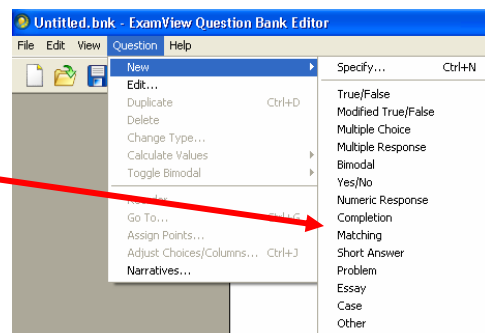 Untitled.bnk - ExamView Question Bank Editor
File Edit View Question Help
New
Edit...
Duplicate Ctrl+D
Delete
Change Type...
Calculate Values
Toggle Bimodal
Go To...
Assign Points...
Adjust Choices/Columns... Ctrl+J
Narratives...
Specify... Ctrl+N
True/False
Modified True/False
Multiple Choice
Multiple Response
Bimodal
Yes/No
Numeric Response
Completion
Matching
Short Answer
Problem
Essay
Case
Other